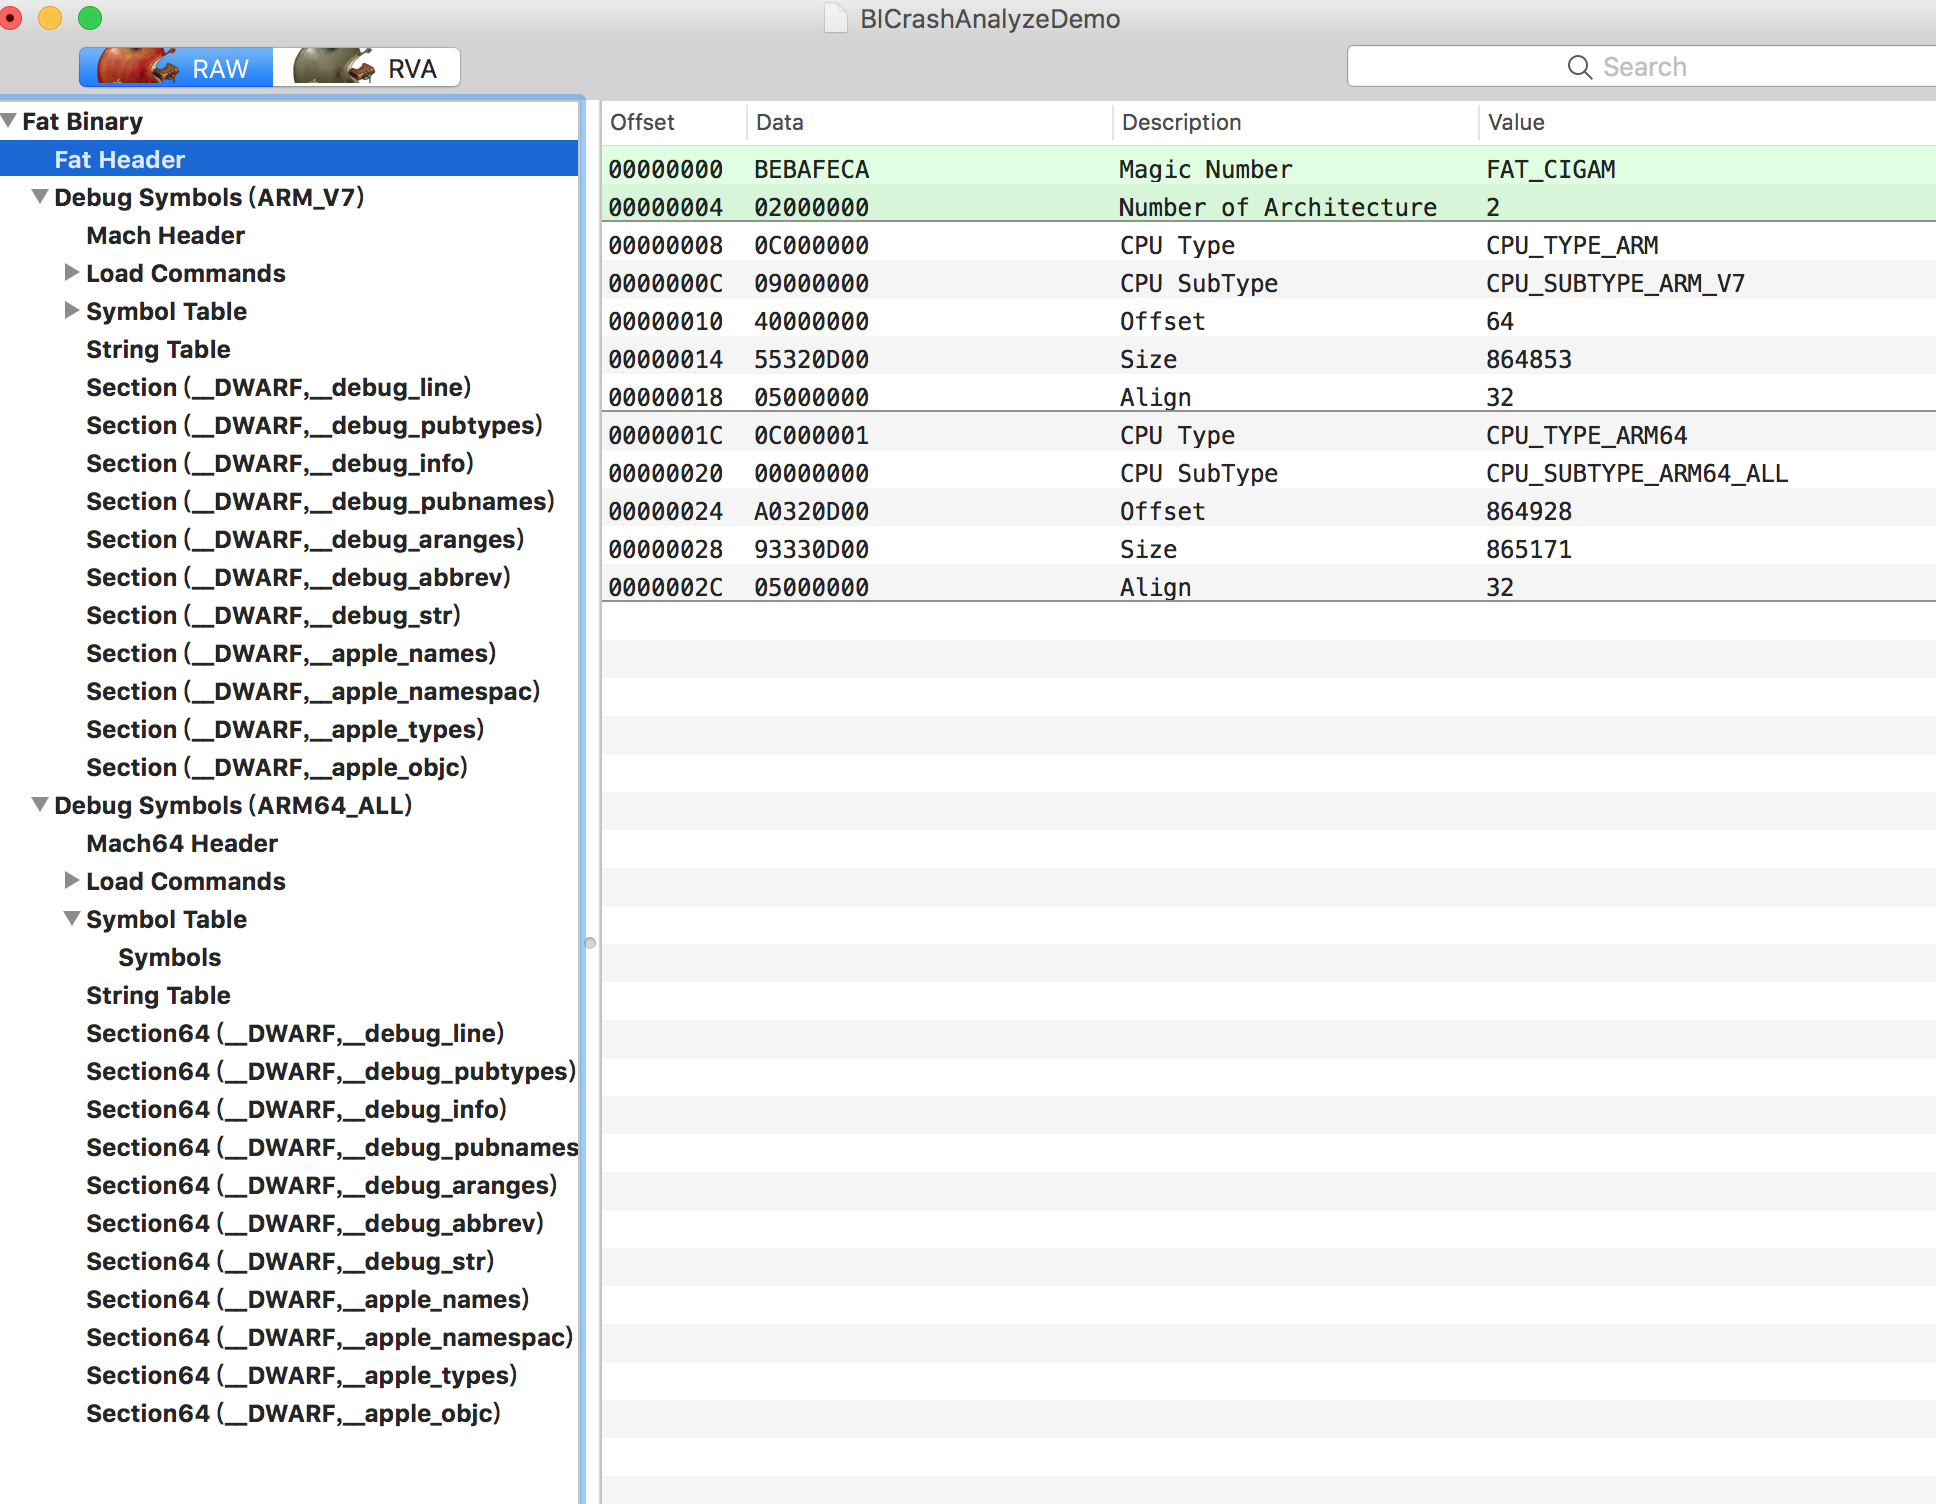 BICrashAnalyzeDemo
RAW RVA Search
Fat Binary
Fat Header
Debug Symbols (ARM_V7)
Mach Header
Load Commands
Symbol Table
String Table
Section (__DWARF,__debug_line)
Section (__DWARF,__debug_pubtypes)
Section (__DWARF,__debug_info)
Section (__DWARF,__debug_pubnames)
Section (__DWARF,__debug_aranges)
Section (__DWARF,__debug_abbrev)
Section (__DWARF,__debug_str)
Section (__DWARF,__apple_names)
Section (__DWARF,__apple_namespac)
Section (__DWARF,__apple_types)
Section (__DWARF,__apple_objc)
Debug Symbols (ARM64_ALL)
Mach64 Header
Load Commands
Symbol Table
Symbols
String Table
Section64 (__DWARF,__debug_line)
Section64 (__DWARF,__debug_pubtypes)
Section64 (__DWARF,__debug_info)
Section64 (__DWARF,__debug_pubnames
Section64 (__DWARF,__debug_aranges)
Section64 (__DWARF,__debug_abbrev)
Section64 (__DWARF,__debug_str)
Section64 (__DWARF,__apple_names)
Section64 (__DWARF,__apple_namespac)
Section64 (__DWARF,__apple_types)
Section64 (__DWARF,__apple_objc)
Offset Data Description Value
00000000 BEBAFECA Magic Number FAT_CIGAM
00000004 02000000 Number of Architecture 2
00000008 0C000000 CPU Type CPU_TYPE_ARM
0000000C 09000000 CPU SubType CPU_SUBTYPE_ARM_V7
00000010 40000000 Offset 64
00000014 55320D00 Size 864853
00000018 05000000 Align 32
0000001C 0C000001 CPU Type CPU_TYPE_ARM64
00000020 00000000 CPU SubType CPU_SUBTYPE_ARM64_ALL
00000024 A0320D00 Offset 864928
00000028 93330D00 Size 865171
0000002C 05000000 Align 32